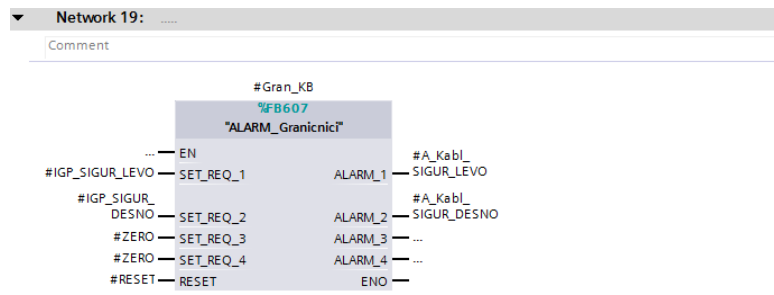 Network 19: .....
Comment
#Gran_KB
%FB607
"ALARM_Granicnici"
... EN
#IGP_SIGUR_LEVO SET_REQ_1 ALARM_1 #A_Kabl_
SIGUR_LEVO
#IGP_SIGUR_
DESNO SET_REQ_2 ALARM_2 #A_Kabl_
SIGUR_DESNO
#ZERO SET_REQ_3 ALARM_3 ...
#ZERO SET_REQ_4 ALARM_4 ...
#RESET RESET ENO